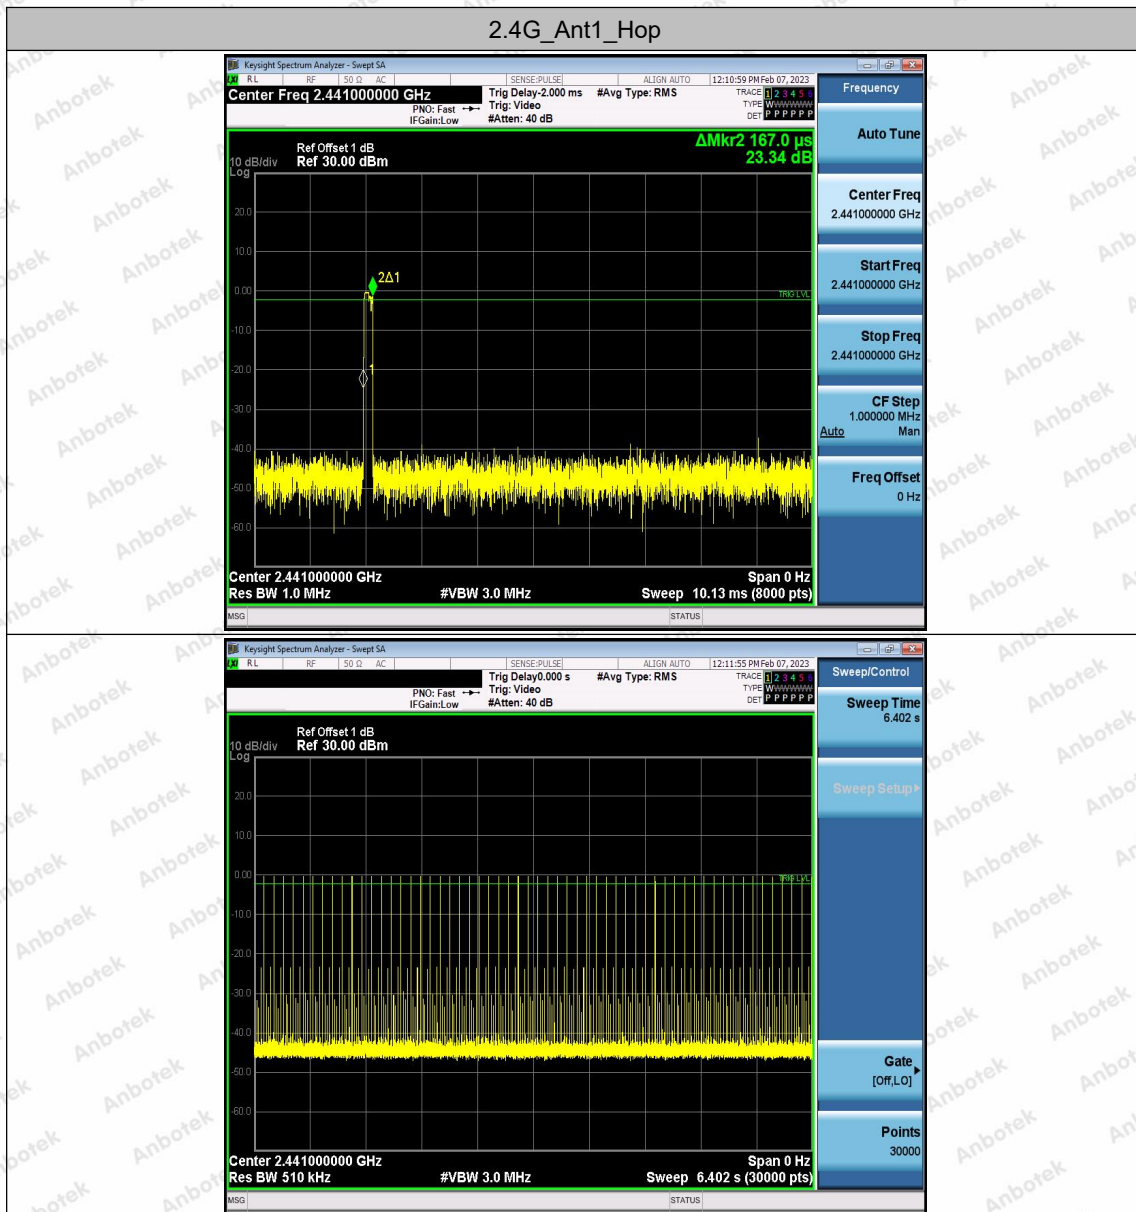 2.4G_Ant1_Hop
Keysight Spectrum Analyzer - Swept SA
LXI RL RF 50 Ω AC SENSE:PULSE ALIGN AUTO 12:10:59 PM Feb 07, 2023
Center Freq 2.441000000 GHz
PNO: Fast
IFGain:Low
Trig Delay-2.000 ms
Trig: Video
#Atten: 40 dB
#Avg Type: RMS
TRACE 1 2 3 4 5 6
TYPE WWWWWW
DET P P P P P P
ΔMkr2 167.0 µs
23.34 dB
Ref Offset 1 dB
10 dB/div Ref 30.00 dBm
Log
20.0
10.0
2Δ1
0.00
TRIG LVL
-10.0
-20.0
1
-30.0
-40.0
-50.0
-60.0
Center 2.441000000 GHz Span 0 Hz
Res BW 1.0 MHz #VBW 3.0 MHz Sweep 10.13 ms (8000 pts)
MSG STATUS
Frequency
Auto Tune
Center Freq
2.441000000 GHz
Start Freq
2.441000000 GHz
Stop Freq
2.441000000 GHz
CF Step
1.000000 MHz
Auto Man
Freq Offset
0 Hz
Keysight Spectrum Analyzer - Swept SA
LXI RL RF 50 Ω AC SENSE:PULSE ALIGN AUTO 12:11:55 PM Feb 07, 2023
PNO: Fast
IFGain:Low
Trig Delay0.000 s
Trig: Video
#Atten: 40 dB
#Avg Type: RMS
TRACE 1 2 3 4 5 6
TYPE WWWWWW
DET P P P P P P
Ref Offset 1 dB
10 dB/div Ref 30.00 dBm
Log
20.0
10.0
0.00
TRIG LVL
-10.0
-20.0
-30.0
-40.0
-50.0
-60.0
Center 2.441000000 GHz Span 0 Hz
Res BW 510 kHz #VBW 3.0 MHz Sweep 6.402 s (30000 pts)
MSG STATUS
Sweep/Control
Sweep Time
6.402 s
Sweep Setup
Gate
[Off,LO]
Points
30000
Anbotek